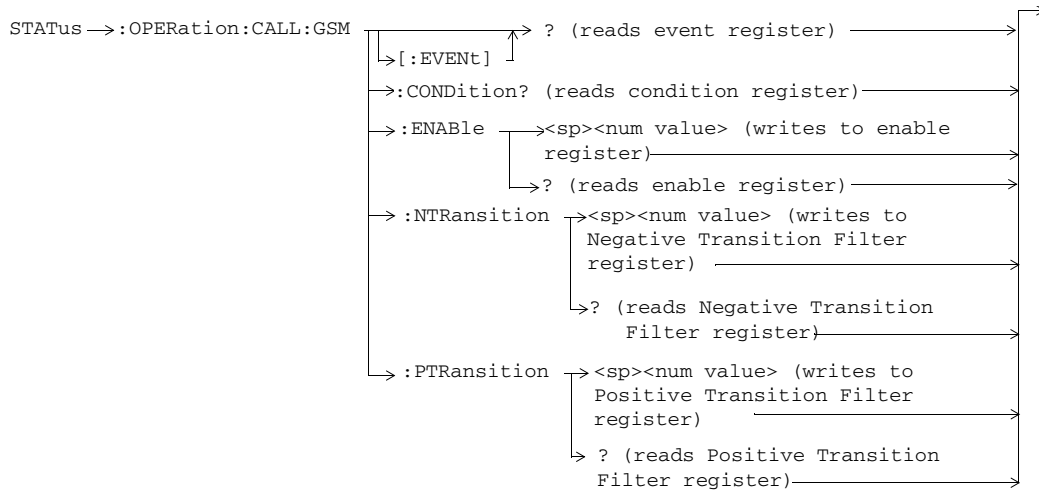 STATus :OPERation:CALL:GSM ? (reads event register)
[:EVENt]
:CONDition? (reads condition register)
:ENABle <sp><num value> (writes to enable
register)
? (reads enable register)
:NTRansition <sp><num value> (writes to
Negative Transition Filter
register)
? (reads Negative Transition
Filter register)
:PTRansition <sp><num value> (writes to
Positive Transition Filter
register)
? (reads Positive Transition
Filter register)